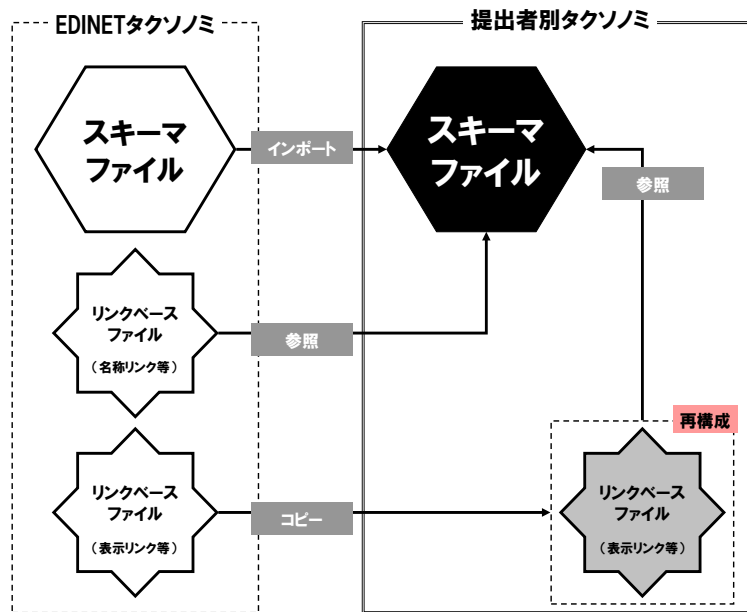 EDINETタクソノミ
提出者別タクソノミ
スキーマ
ファイル
インポート
スキーマ
ファイル
参照
リンクベース
ファイル
（名称リンク等）
参照
再構成
リンクベース
ファイル
（表示リンク等）
コピー
リンクベース
ファイル
（表示リンク等）